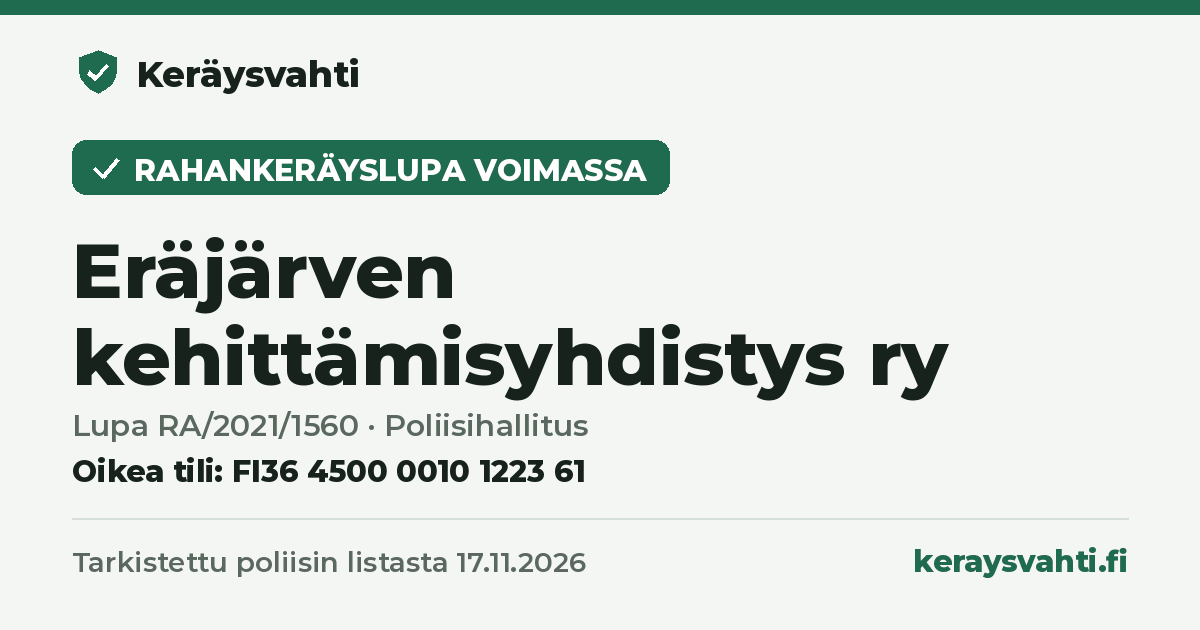 Keräysvahti
RAHANKERÄYSLUPA VOIMASSA
Eräjärven
kehittämisyhdistys ry
Lupa RA/2021/1560 · Poliisihallitus
Oikea tili: FI36 4500 0010 1223 61
Tarkistettu poliisin listasta 17.11.2026
keraysvahti.fi